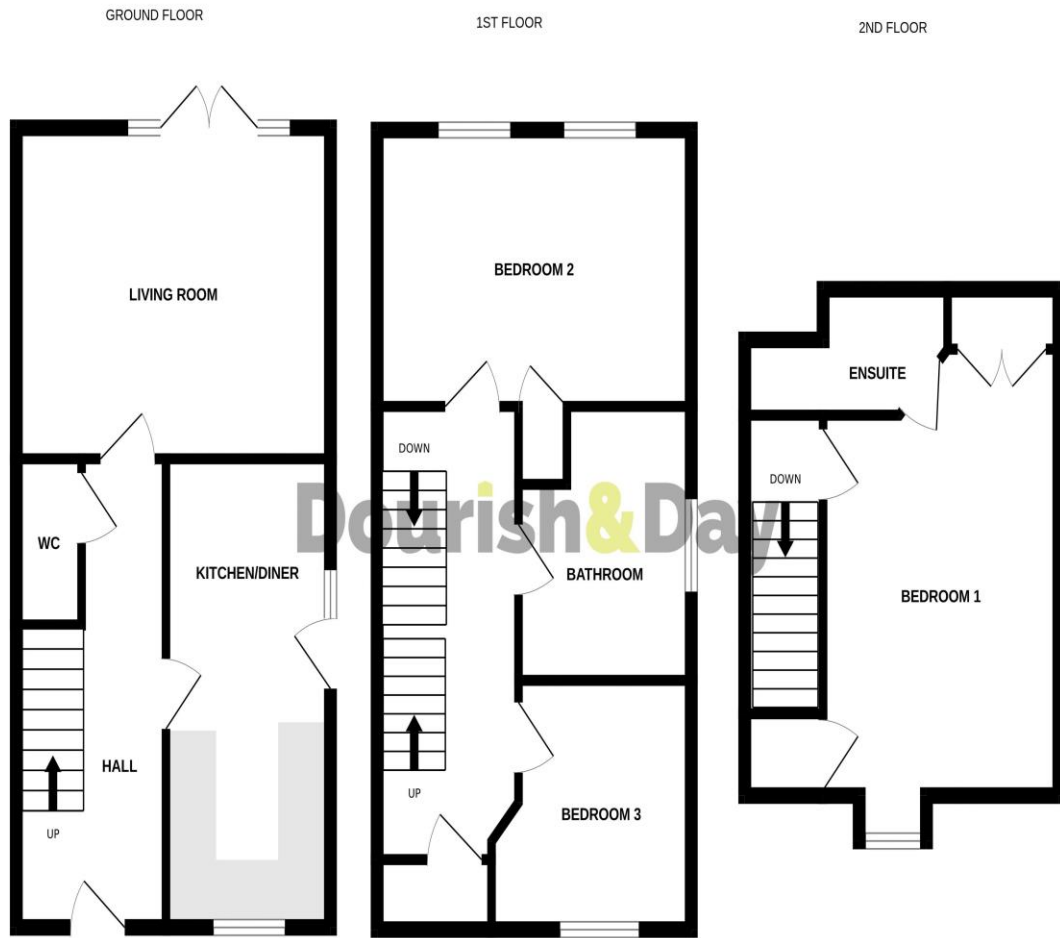 GROUND FLOOR
1ST FLOOR
2ND FLOOR
LIVING ROOM
WC
KITCHEN/DINER
HALL
UP
BEDROOM 2
DOWN
BATHROOM
UP
BEDROOM 3
ENSUITE
DOWN
BEDROOM 1
Dourish&Day